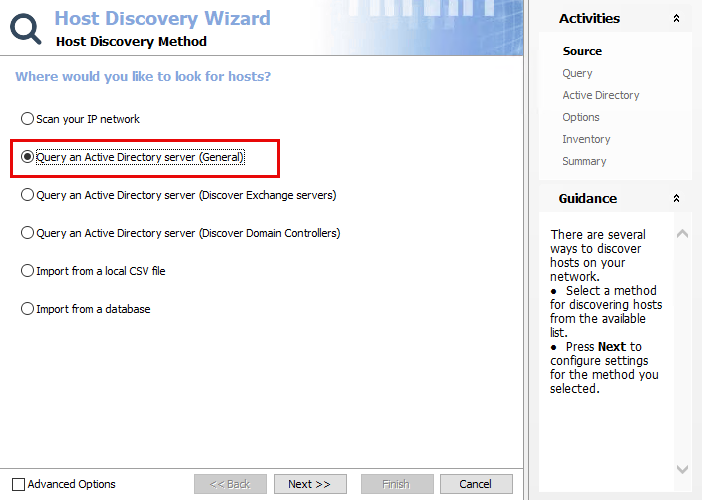 Host Discovery Wizard
Host Discovery Method
Where would you like to look for hosts?
Scan your IP network
Query an Active Directory server (General)
Query an Active Directory server (Discover Exchange servers)
Query an Active Directory server (Discover Domain Controllers)
Import from a local CSV file
Import from a database
Advanced Options
<< Back
Next >>
Finish
Cancel
Activities
Source
Query
Active Directory
Options
Inventory
Summary
Guidance
There are several
ways to discover
hosts on your
network.
● Select a method
for discovering hosts
from the available
list.
● Press Next to
configure settings
for the method you
selected.